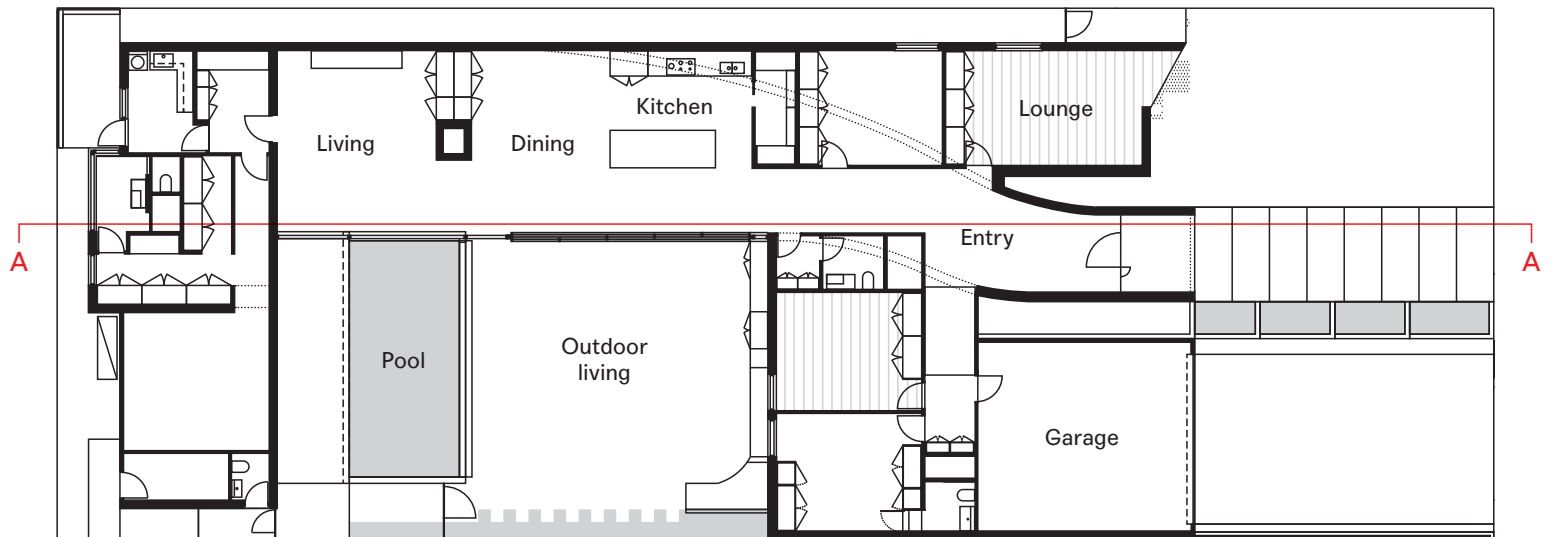 Kitchen
Lounge
Living
Dining
Entry
A
A
Pool
Outdoor
living
Garage